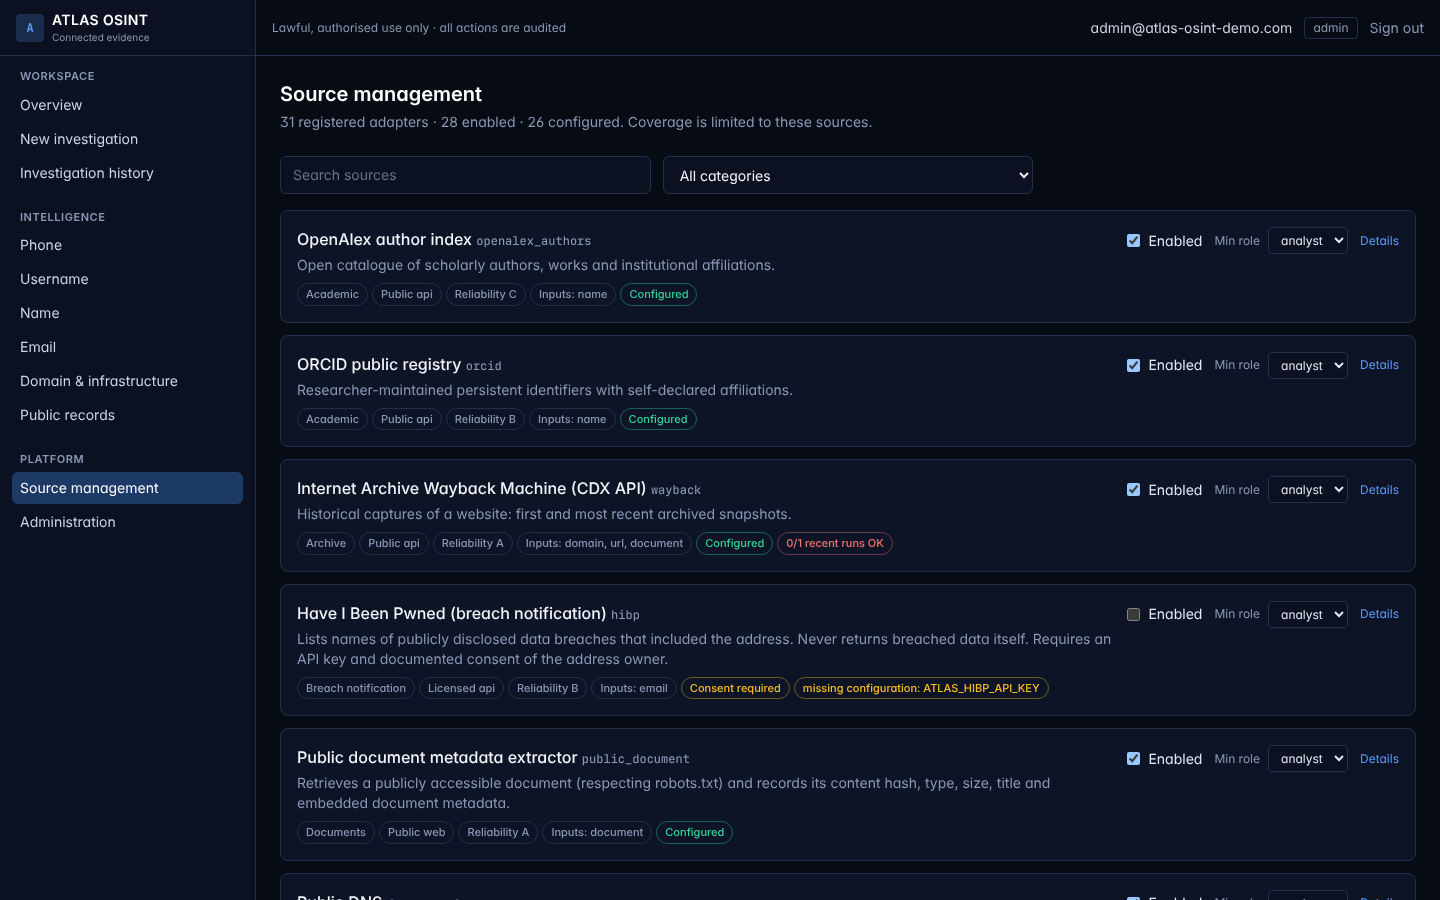 A
ATLAS OSINT
Connected evidence
Lawful, authorised use only · all actions are audited
admin@atlas-osint-demo.com
admin
Sign out
WORKSPACE
Overview
New investigation
Investigation history
INTELLIGENCE
Phone
Username
Name
Email
Domain & infrastructure
Public records
PLATFORM
Source management
Administration
Source management
31 registered adapters · 28 enabled · 26 configured. Coverage is limited to these sources.
Search sources
All categories
OpenAlex author index openalex_authors
Enabled Min role analyst Details
Open catalogue of scholarly authors, works and institutional affiliations.
Academic Public api Reliability C Inputs: name Configured
ORCID public registry orcid
Enabled Min role analyst Details
Researcher-maintained persistent identifiers with self-declared affiliations.
Academic Public api Reliability B Inputs: name Configured
Internet Archive Wayback Machine (CDX API) wayback
Enabled Min role analyst Details
Historical captures of a website: first and most recent archived snapshots.
Archive Public api Reliability A Inputs: domain, url, document Configured 0/1 recent runs OK
Have I Been Pwned (breach notification) hibp
Enabled Min role analyst Details
Lists names of publicly disclosed data breaches that included the address. Never returns breached data itself. Requires an
API key and documented consent of the address owner.
Breach notification Licensed api Reliability B Inputs: email Consent required missing configuration: ATLAS_HIBP_API_KEY
Public document metadata extractor public_document
Enabled Min role analyst Details
Retrieves a publicly accessible document (respecting robots.txt) and records its content hash, type, size, title and
embedded document metadata.
Documents Public web Reliability A Inputs: document Configured
Public DNS